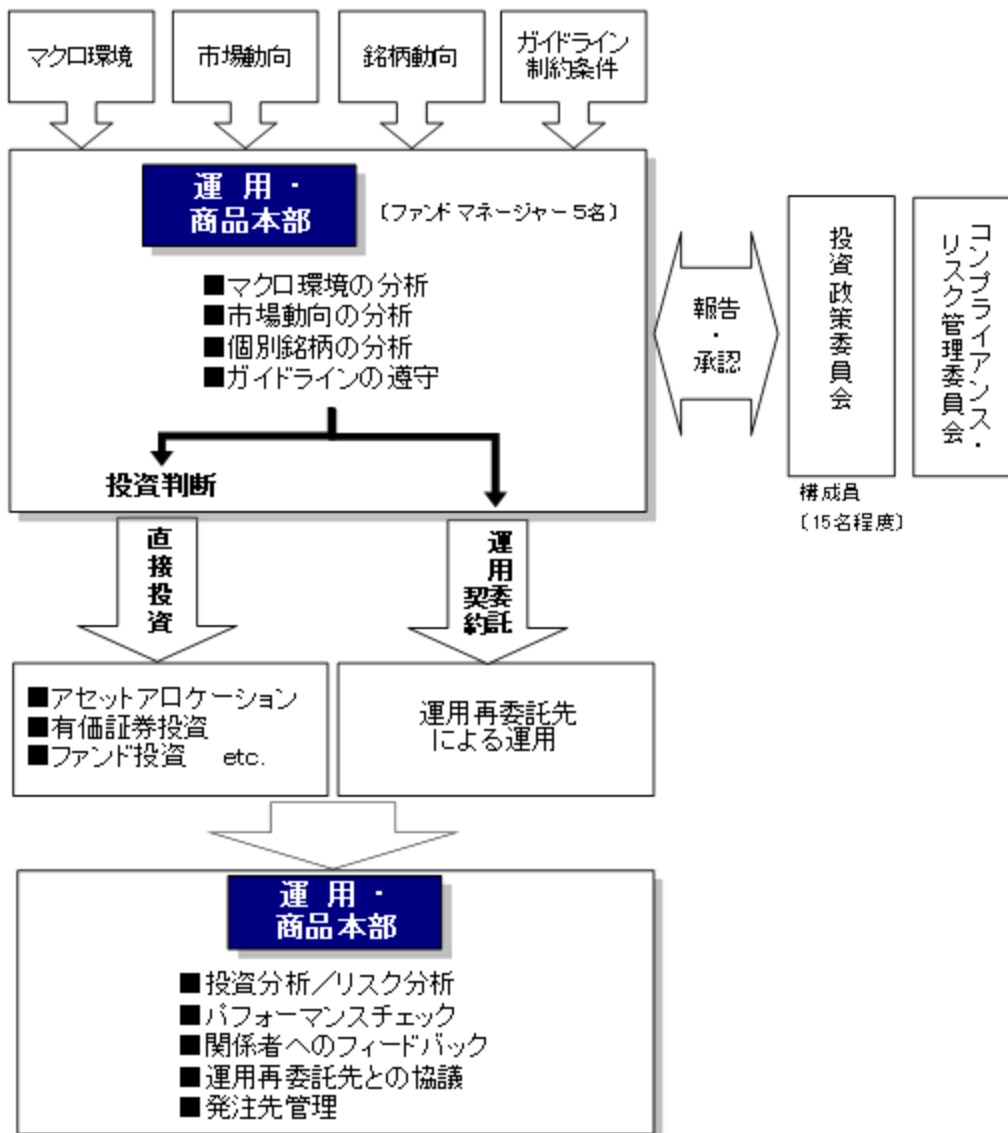 マクロ環境
市場動向
銘柄動向
ガイドライン
制約条件
運 用・
商品本部
〔ファンドマネージャー5名〕
■マクロ環境の分析
■市場動向の分析
■個別銘柄の分析
■ガイドラインの遵守
投資判断
報告
・
承認
投資政策委員会
コンプライアンス・
リスク管理委員会
構成員
〔15名程度〕
直接投資
運用委託
契約
■アセットアロケーション
■有価証券投資
■ファンド投資 etc.
運用再委託先
による運用
運 用・
商品本部
■投資分析／リスク分析
■パフォーマンスチェック
■関係者へのフィードバック
■運用再委託先との協議
■発注先管理